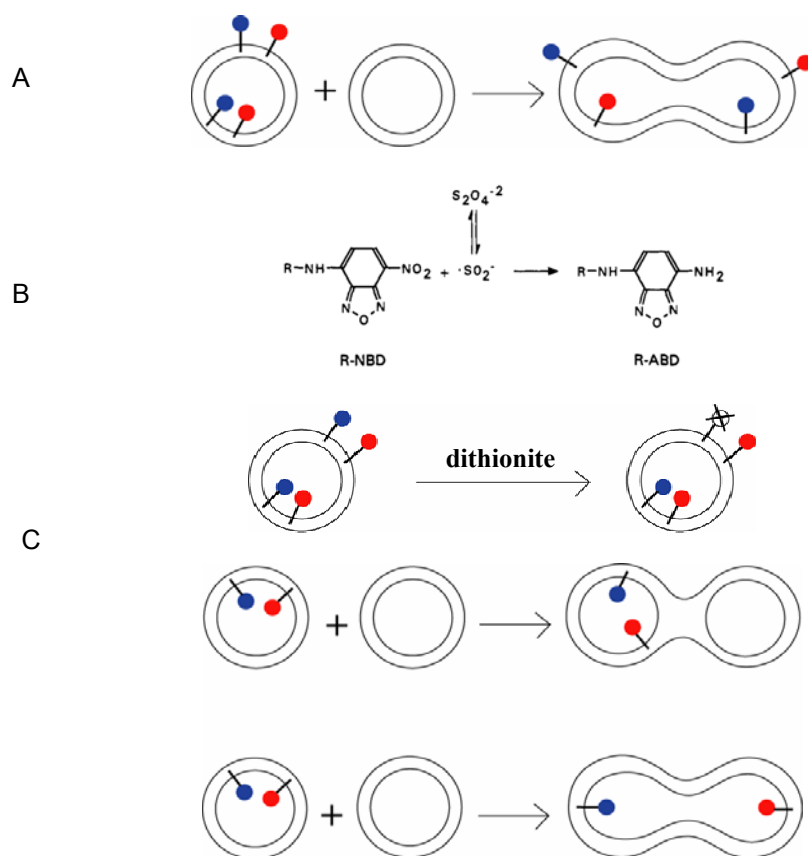 A
+
S2O4-2
R-NH NO2 + ·SO2- R-NH NH2
B
N O N N O N
R-NBD R-ABD
dithionite
C
+
+